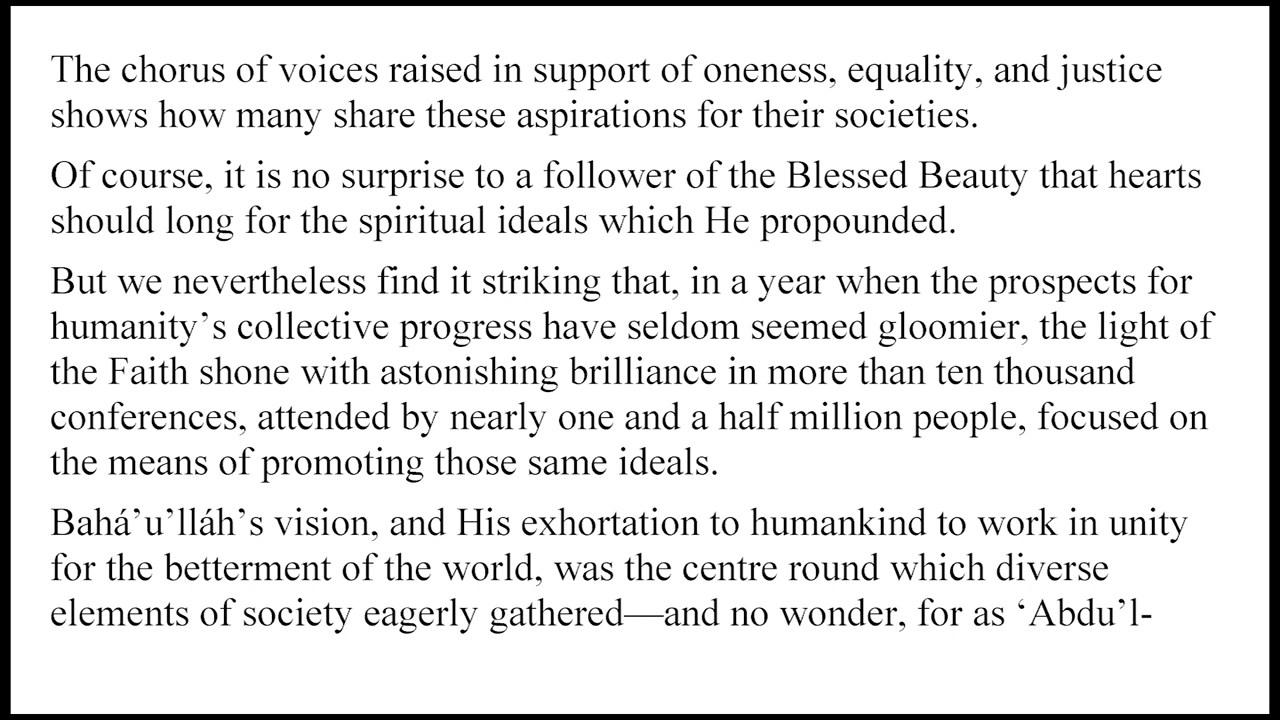 The chorus of voices raised in support of oneness, equality, and justice
shows how many share these aspirations for their societies.
Of course, it is no surprise to a follower of the Blessed Beauty that hearts
should long for the spiritual ideals which He propounded.
But we nevertheless find it striking that, in a year when the prospects for
humanity’s collective progress have seldom seemed gloomier, the light of
the Faith shone with astonishing brilliance in more than ten thousand
conferences, attended by nearly one and a half million people, focused on
the means of promoting those same ideals.
Bahá’u’lláh’s vision, and His exhortation to humankind to work in unity
for the betterment of the world, was the centre round which diverse
elements of society eagerly gathered—and no wonder, for as ‘Abdu’l-